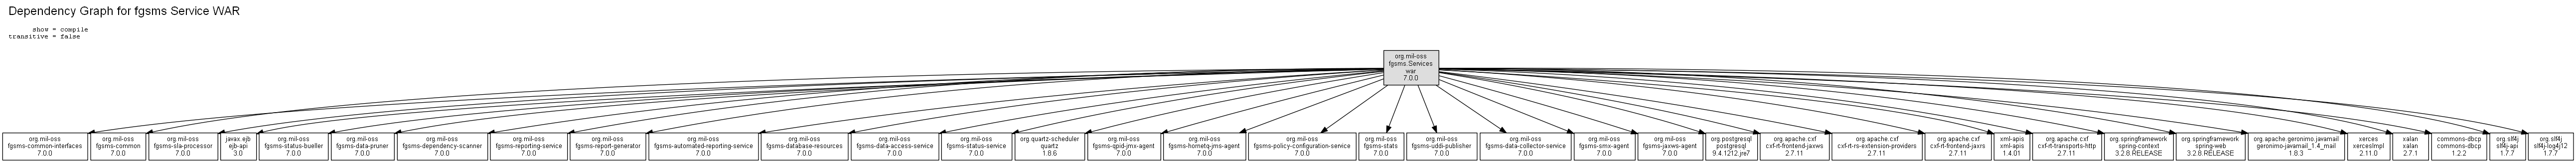 Dependency Graph for fgsms Service WAR
show = compile
transitive = false
org.mil-oss
fgsms.Services
war
7.0.0
org.mil-oss
fgsms-common-interfaces
7.0.0
org.mil-oss
fgsms-common
7.0.0
org.mil-oss
fgsms-sla-processor
7.0.0
javax.ejb
ejb-api
3.0
org.mil-oss
fgsms-status-bueller
7.0.0
org.mil-oss
fgsms-data-pruner
7.0.0
org.mil-oss
fgsms-dependency-scanner
7.0.0
org.mil-oss
fgsms-reporting-service
7.0.0
org.mil-oss
fgsms-report-generator
7.0.0
org.mil-oss
fgsms-automated-reporting-service
7.0.0
org.mil-oss
fgsms-database-resources
7.0.0
org.mil-oss
fgsms-data-access-service
7.0.0
org.mil-oss
fgsms-status-service
7.0.0
org.quartz-scheduler
quartz
1.8.6
org.mil-oss
fgsms-qpid-jmx-agent
7.0.0
org.mil-oss
fgsms-hornetq-jms-agent
7.0.0
org.mil-oss
fgsms-policy-configuration-service
7.0.0
org.mil-oss
fgsms-stats
7.0.0
org.mil-oss
fgsms-uddi-publisher
7.0.0
org.mil-oss
fgsms-data-collector-service
7.0.0
org.mil-oss
fgsms-smx-agent
7.0.0
org.mil-oss
fgsms-jaxws-agent
7.0.0
org.postgresql
postgresql
9.4.1212.jre7
org.apache.cxf
cxf-rt-frontend-jaxws
2.7.11
org.apache.cxf
cxf-rt-rs-extension-providers
2.7.11
org.apache.cxf
cxf-rt-frontend-jaxrs
2.7.11
xml-apis
xml-apis
1.4.01
org.apache.cxf
cxf-rt-transports-http
2.7.11
org.springframework
spring-context
3.2.8.RELEASE
org.springframework
spring-web
3.2.8.RELEASE
org.apache.geronimo.javamail
geronimo-javamail_1.4_mail
1.8.3
xerces
xercesImpl
2.11.0
xalan
xalan
2.7.1
commons-dbcp
commons-dbcp
1.2.2
org.slf4j
slf4j-api
1.7.7
org.slf4j
slf4j-log4j12
1.7.7